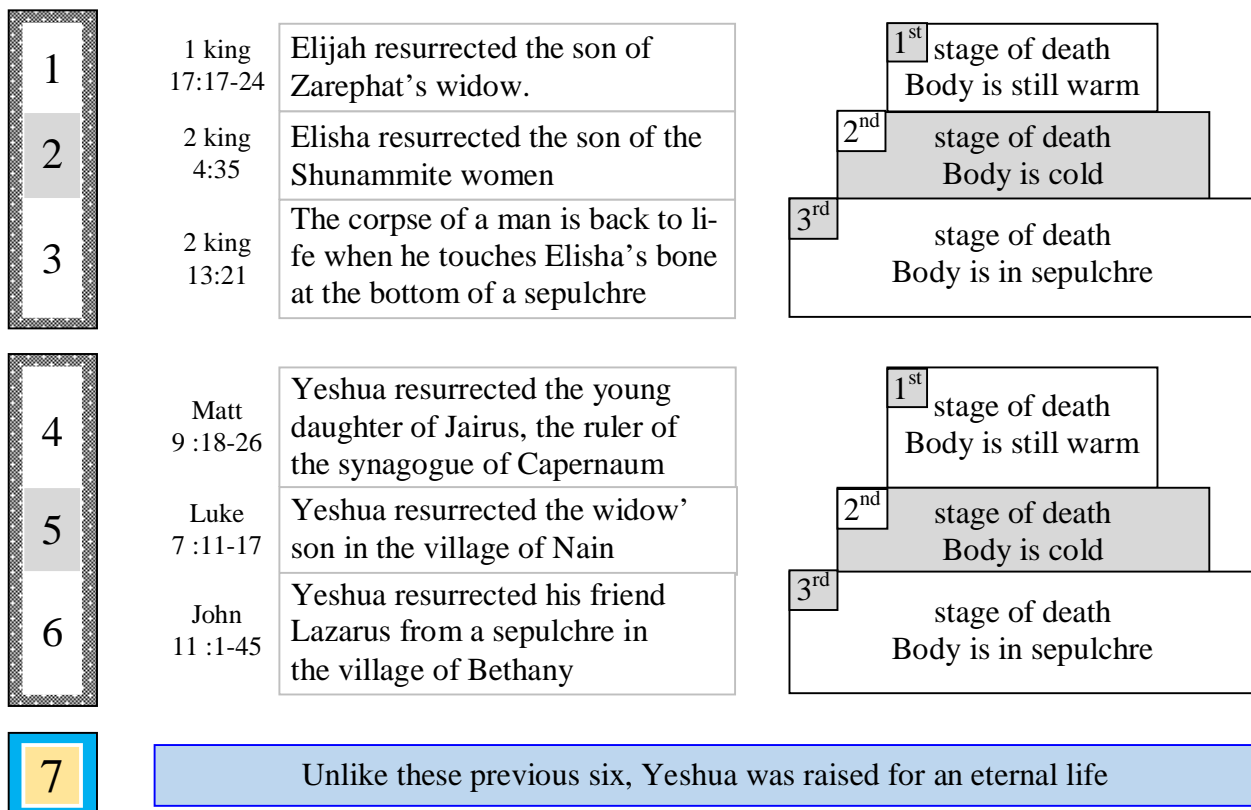 1
1 king
17:17-24
Elijah resurrected the son of
Zarephat’s widow.
1st
stage of death
Body is still warm
2
2 king
4:35
Elisha resurrected the son of the
Shunammite women
2nd
stage of death
Body is cold
3
2 king
13:21
The corpse of a man is back to li-
fe when he touches Elisha’s bone
at the bottom of a sepulchre
3rd
stage of death
Body is in sepulchre
4
Matt
9 :18-26
Yeshua resurrected the young
daughter of Jairus, the ruler of
the synagogue of Capernaum
1st
stage of death
Body is still warm
5
Luke
7 :11-17
Yeshua resurrected the widow’
son in the village of Nain
2nd
stage of death
Body is cold
6
John
11 :1-45
Yeshua resurrected his friend
Lazarus from a sepulchre in
the village of Bethany
3rd
stage of death
Body is in sepulchre
7
Unlike these previous six, Yeshua was raised for an eternal life